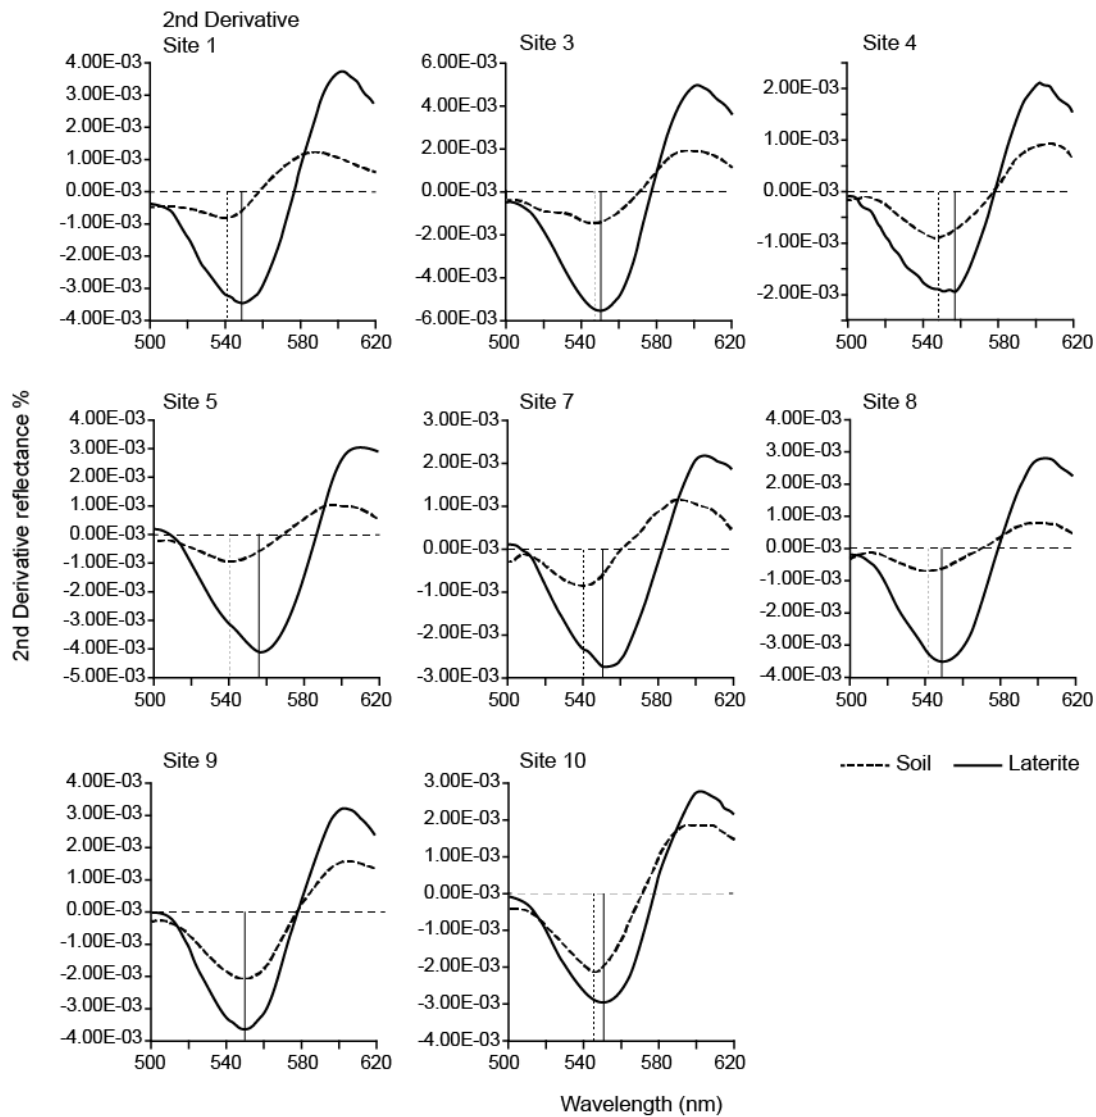 2nd Derivative
Site 1
4.00E-03
3.00E-03
2.00E-03
1.00E-03
0.00E-03
-1.00E-03
-2.00E-03
-3.00E-03
-4.00E-03
500 540 580 620
Site 3
6.00E-03
4.00E-03
2.00E-03
0.00E-03
-2.00E-03
-4.00E-03
-6.00E-03
500 540 580 620
Site 4
2.00E-03
1.00E-03
0.00E-03
-1.00E-03
-2.00E-03
500 540 580 620
2nd Derivative reflectance %
Site 5
4.00E-03
3.00E-03
2.00E-03
1.00E-03
0.00E-03
-1.00E-03
-2.00E-03
-3.00E-03
-4.00E-03
-5.00E-03
500 540 580 620
Site 7
3.00E-03
2.00E-03
1.00E-03
0.00E-03
-1.00E-03
-2.00E-03
-3.00E-03
500 540 580 620
Site 8
4.00E-03
3.00E-03
2.00E-03
1.00E-03
0.00E-03
-1.00E-03
-2.00E-03
-3.00E-03
-4.00E-03
500 540 580 620
Site 9
4.00E-03
3.00E-03
2.00E-03
1.00E-03
0.00E-03
-1.00E-03
-2.00E-03
-3.00E-03
-4.00E-03
500 540 580 620
Site 10
3.00E-03
2.00E-03
1.00E-03
0.00E-03
-1.00E-03
-2.00E-03
-3.00E-03
-4.00E-03
500 540 580 620
Soil Laterite
Wavelength (nm)